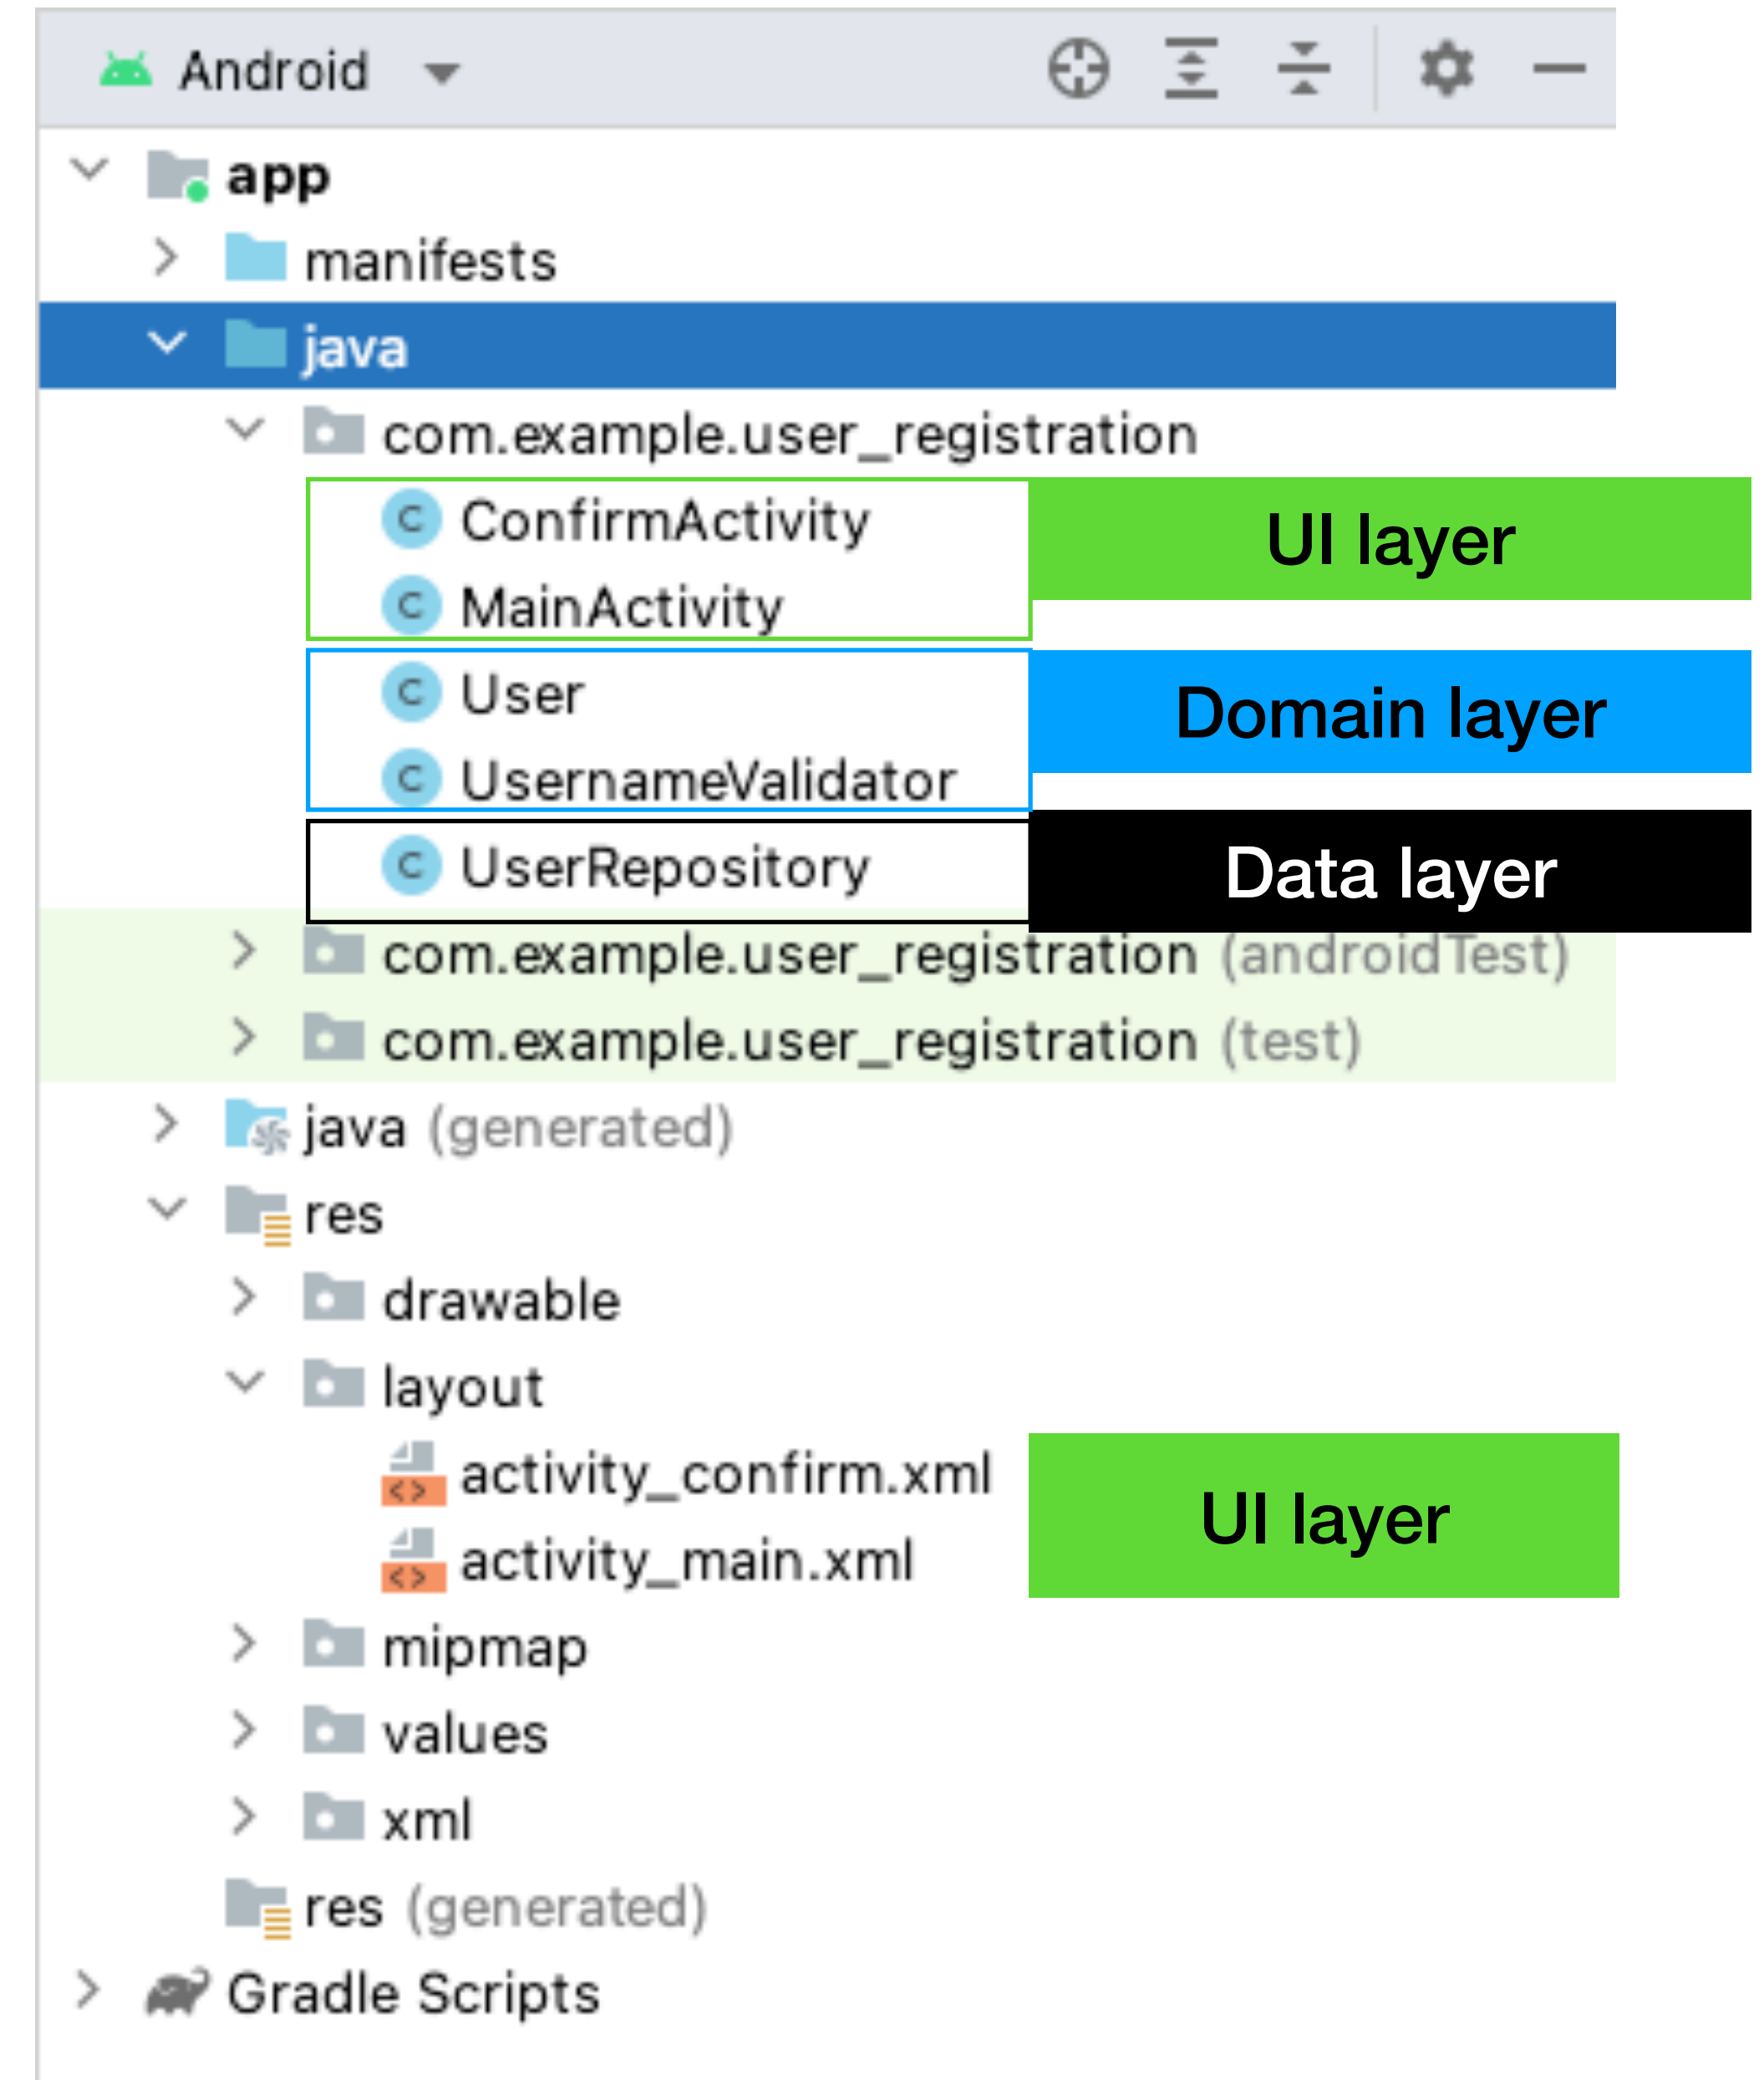 Android
app
manifests
java
com.example.user_registration
C ConfirmActivity
UI layer
C MainActivity
C User
Domain layer
C UsernameValidator
C UserRepository
Data layer
com.example.user_registration (androidTest)
com.example.user_registration (test)
java (generated)
res
drawable
layout
<> activity_confirm.xml
UI layer
<> activity_main.xml
mipmap
values
xml
res (generated)
Gradle Scripts